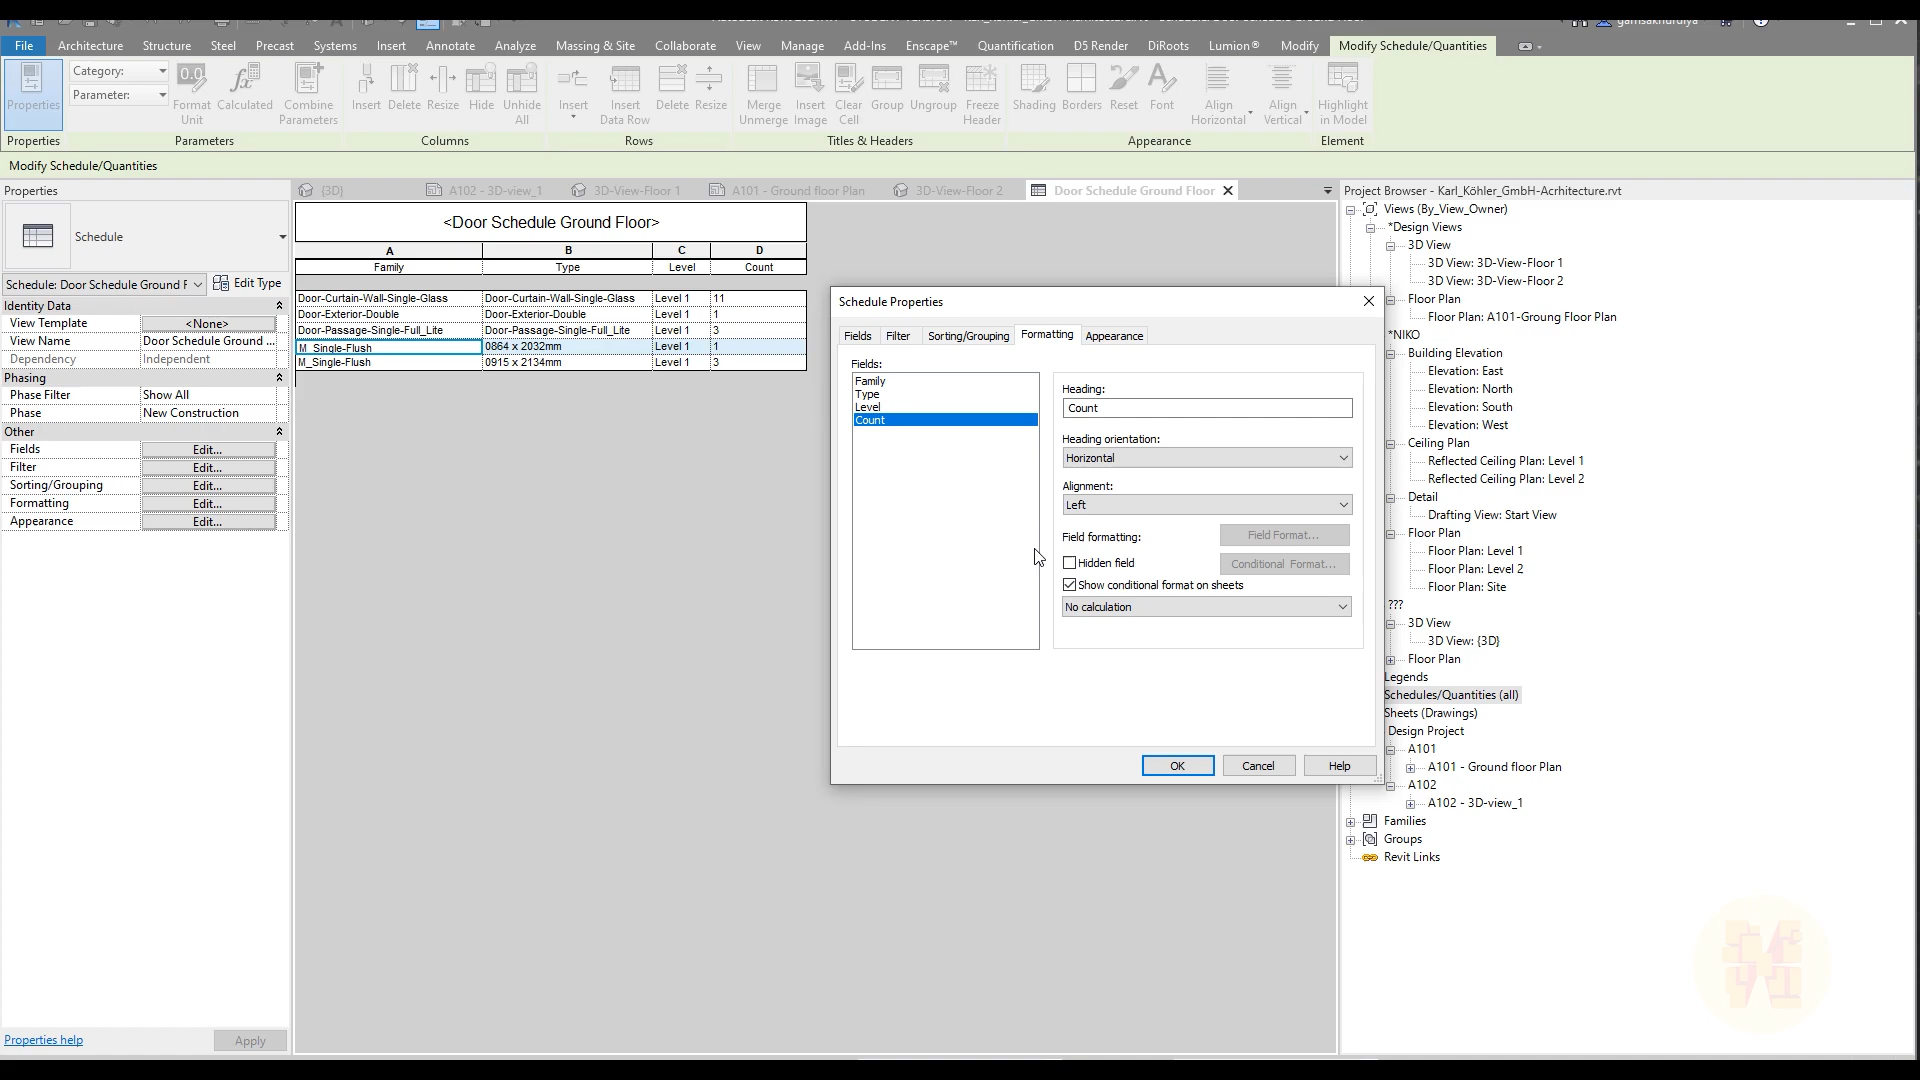 File Architecture Structure Steel Precast Systems Insert Annotate Analyze Massing & Site Collaborate View Manage Add-Ins Enscape™ Quantification D5 Render DiRoots Lumion® Modify Modify Schedule/Quantities
Properties
Category:
Parameter:
Format Unit
Calculated
Combine Parameters
Insert Delete Resize Hide Unhide All
Insert Insert Data Row Delete Resize
Merge Unmerge Insert Image Clear Cell Group Ungroup Freeze Header
Shading Borders Reset Font Align Horizontal Align Vertical
Highlight in Model
Properties Parameters Columns Rows Titles & Headers Appearance Element
Modify Schedule/Quantities
Properties
Schedule
Schedule: Door Schedule Ground F Edit Type
Identity Data
View Template <None>
View Name Door Schedule Ground ...
Dependency Independent
Phasing
Phase Filter Show All
Phase New Construction
Other
Fields Edit...
Filter Edit...
Sorting/Grouping Edit...
Formatting Edit...
Appearance Edit...
Properties help Apply
{3D} A102 - 3D-view_1 3D-View-Floor 1 A101 - Ground floor Plan 3D-View-Floor 2 Door Schedule Ground Floor
<Door Schedule Ground Floor>
A B C D
Family Type Level Count
Door-Curtain-Wall-Single-Glass Door-Curtain-Wall-Single-Glass Level 1 11
Door-Exterior-Double Door-Exterior-Double Level 1 1
Door-Passage-Single-Full_Lite Door-Passage-Single-Full_Lite Level 1 3
M_Single-Flush 0864 x 2032mm Level 1 1
M_Single-Flush 0915 x 2134mm Level 1 3
Schedule Properties
Fields Filter Sorting/Grouping Formatting Appearance
Fields:
Family
Type
Level
Count
Heading:
Count
Heading orientation:
Horizontal
Alignment:
Left
Field formatting: Field Format...
Hidden field Conditional Format...
Show conditional format on sheets
No calculation
OK Cancel Help
Project Browser - Karl_Köhler_GmbH-Acrhitecture.rvt
Views (By_View_Owner)
*Design Views
3D View
3D View: 3D-View-Floor 1
3D View: 3D-View-Floor 2
Floor Plan
Floor Plan: A101-Groung Floor Plan
*NIKO
Building Elevation
Elevation: East
Elevation: North
Elevation: South
Elevation: West
Ceiling Plan
Reflected Ceiling Plan: Level 1
Reflected Ceiling Plan: Level 2
Detail
Drafting View: Start View
Floor Plan
Floor Plan: Level 1
Floor Plan: Level 2
Floor Plan: Site
???
3D View
3D View: {3D}
Floor Plan
Legends
Schedules/Quantities (all)
Sheets (Drawings)
Design Project
A101
A101 - Ground floor Plan
A102
A102 - 3D-view_1
Families
Groups
Revit Links